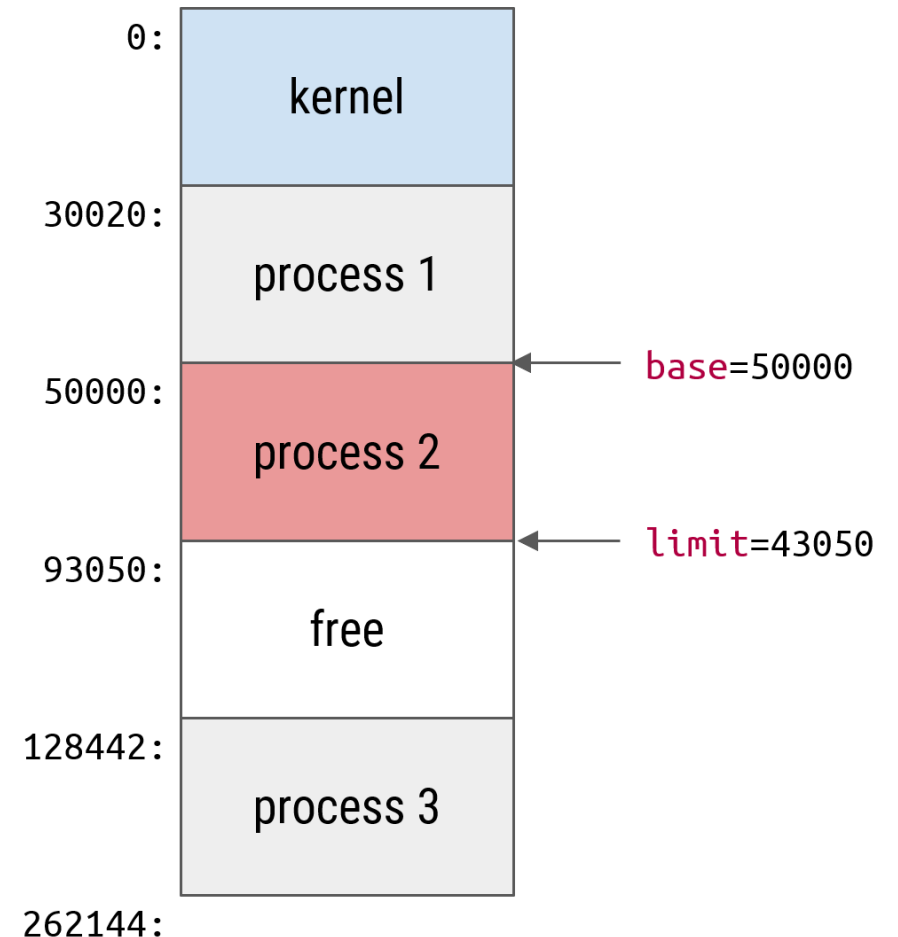 0:
kernel
30020:
process 1
base=50000
50000:
process 2
limit=43050
93050:
free
128442:
process 3
262144: